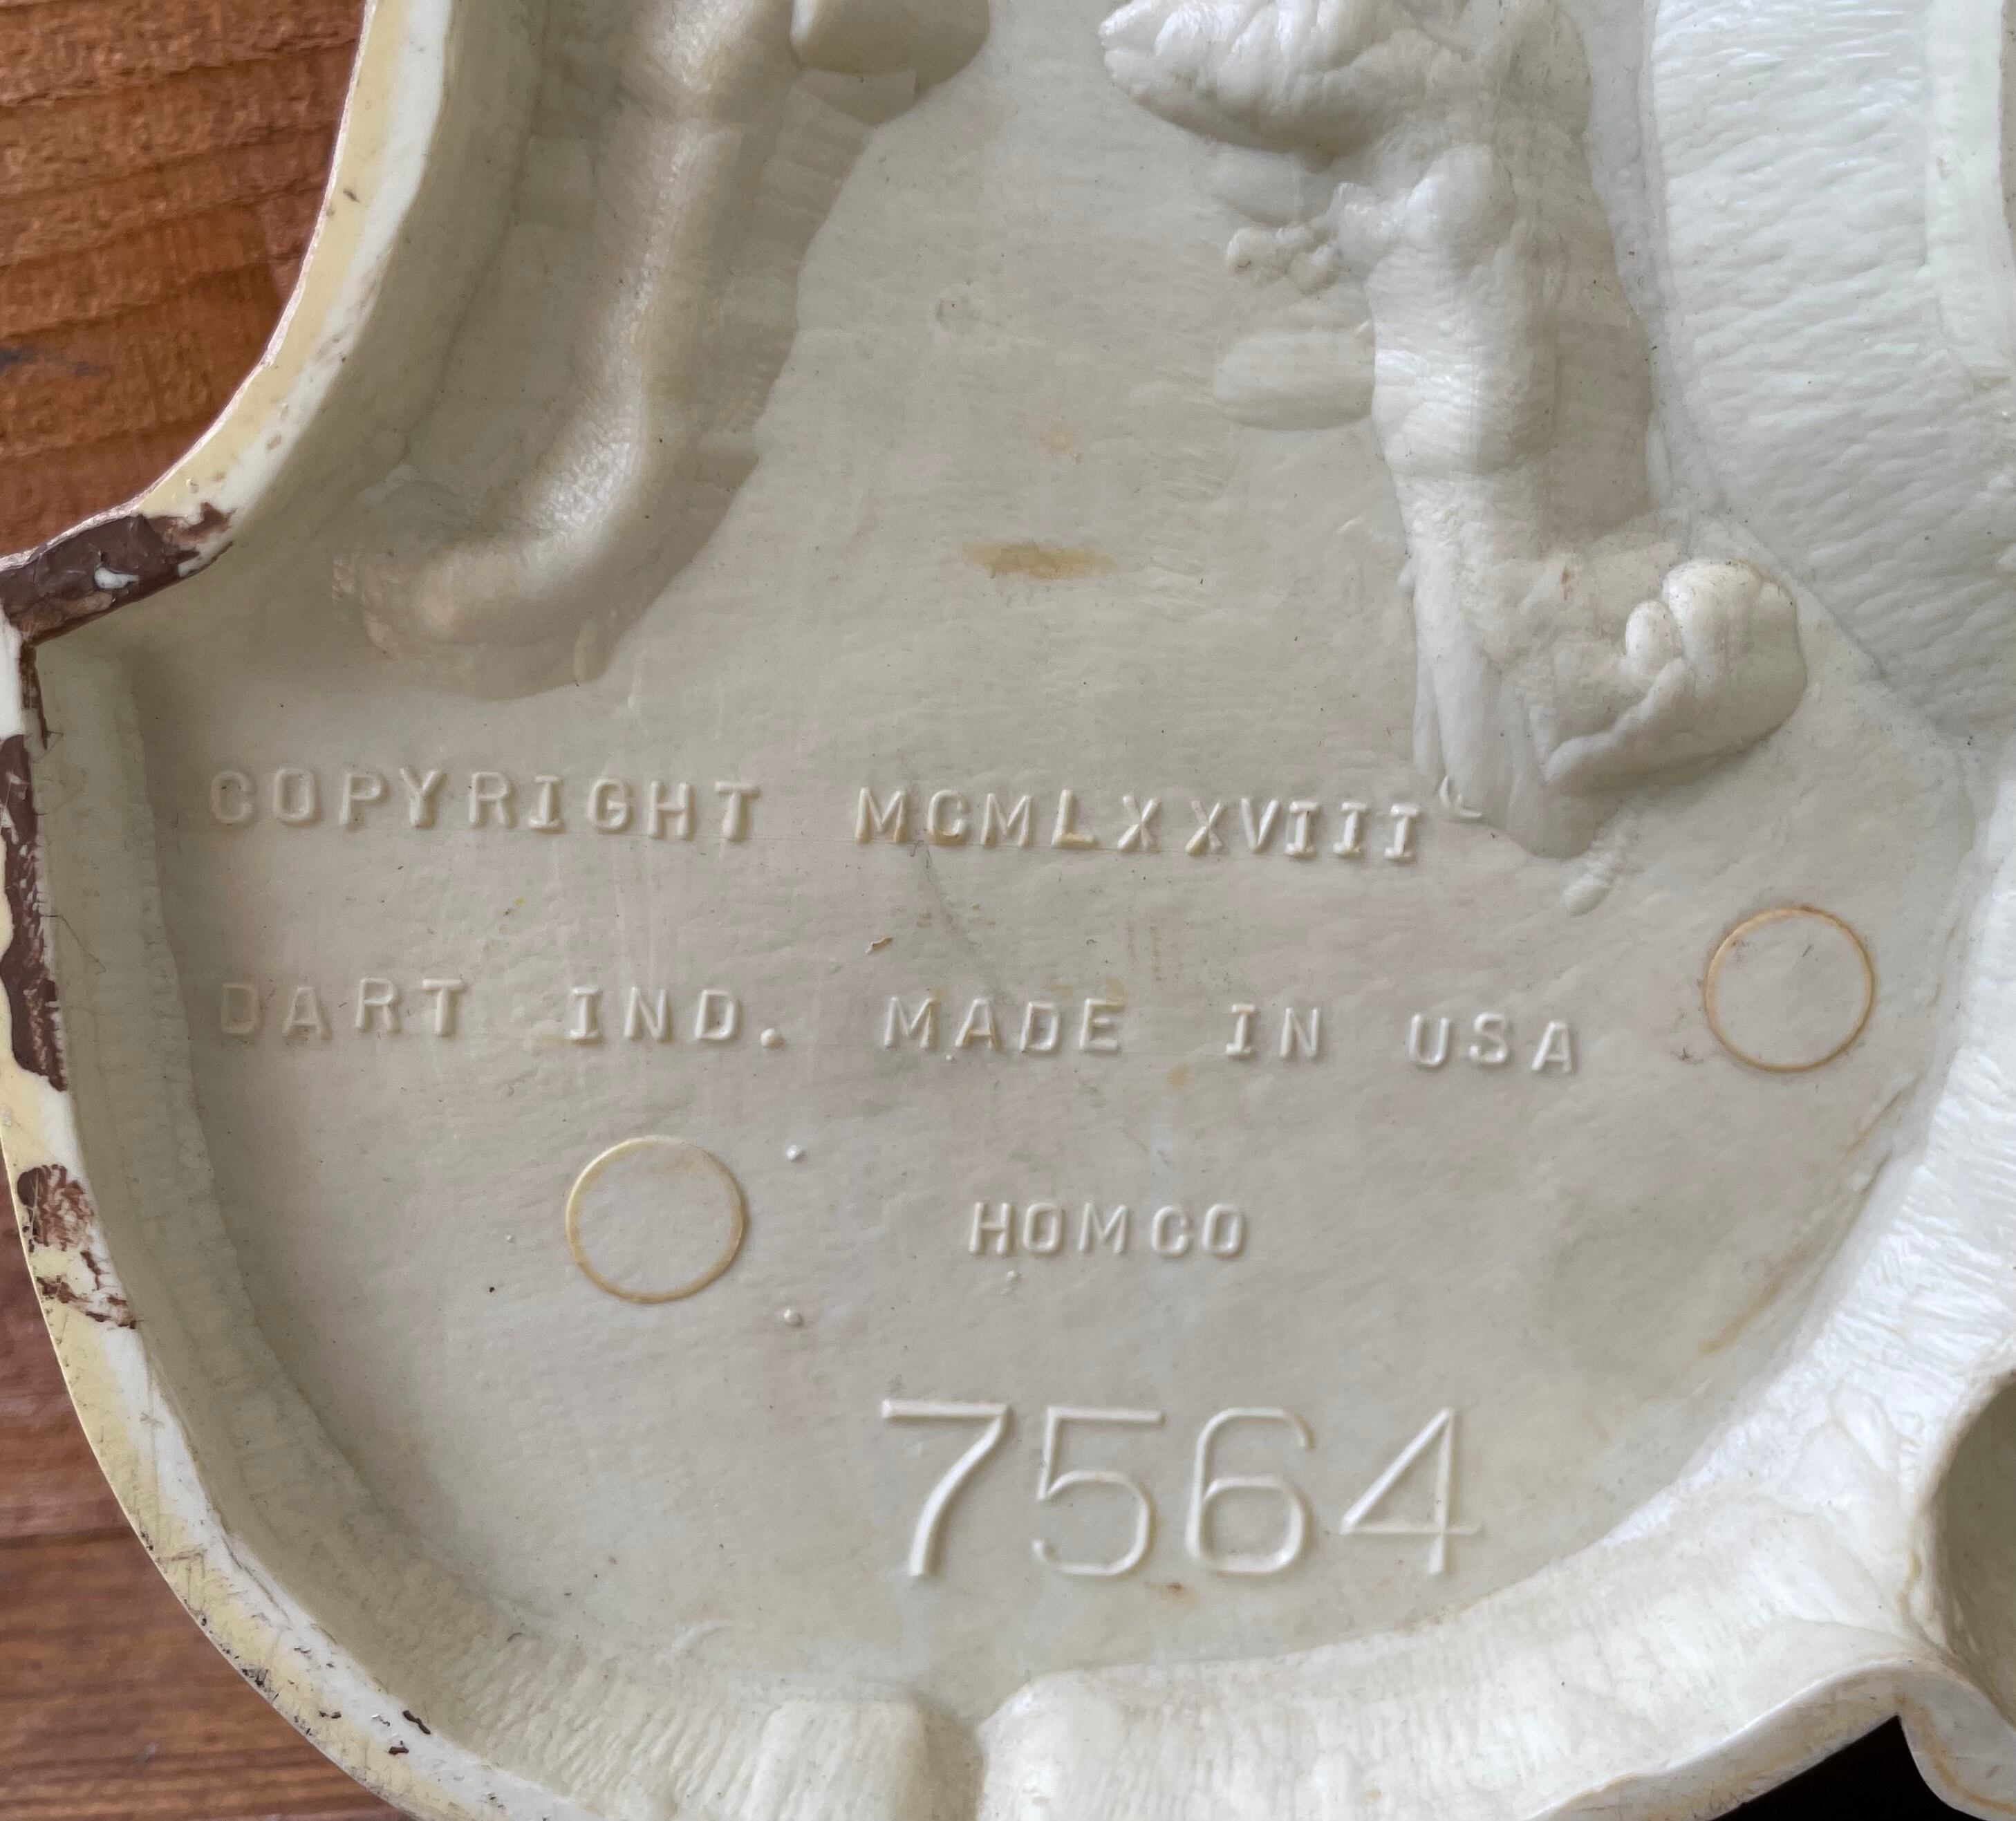 COPYRIGHT MCMLXXVIII
DART IND. MADE IN USA
HOMCO
7564